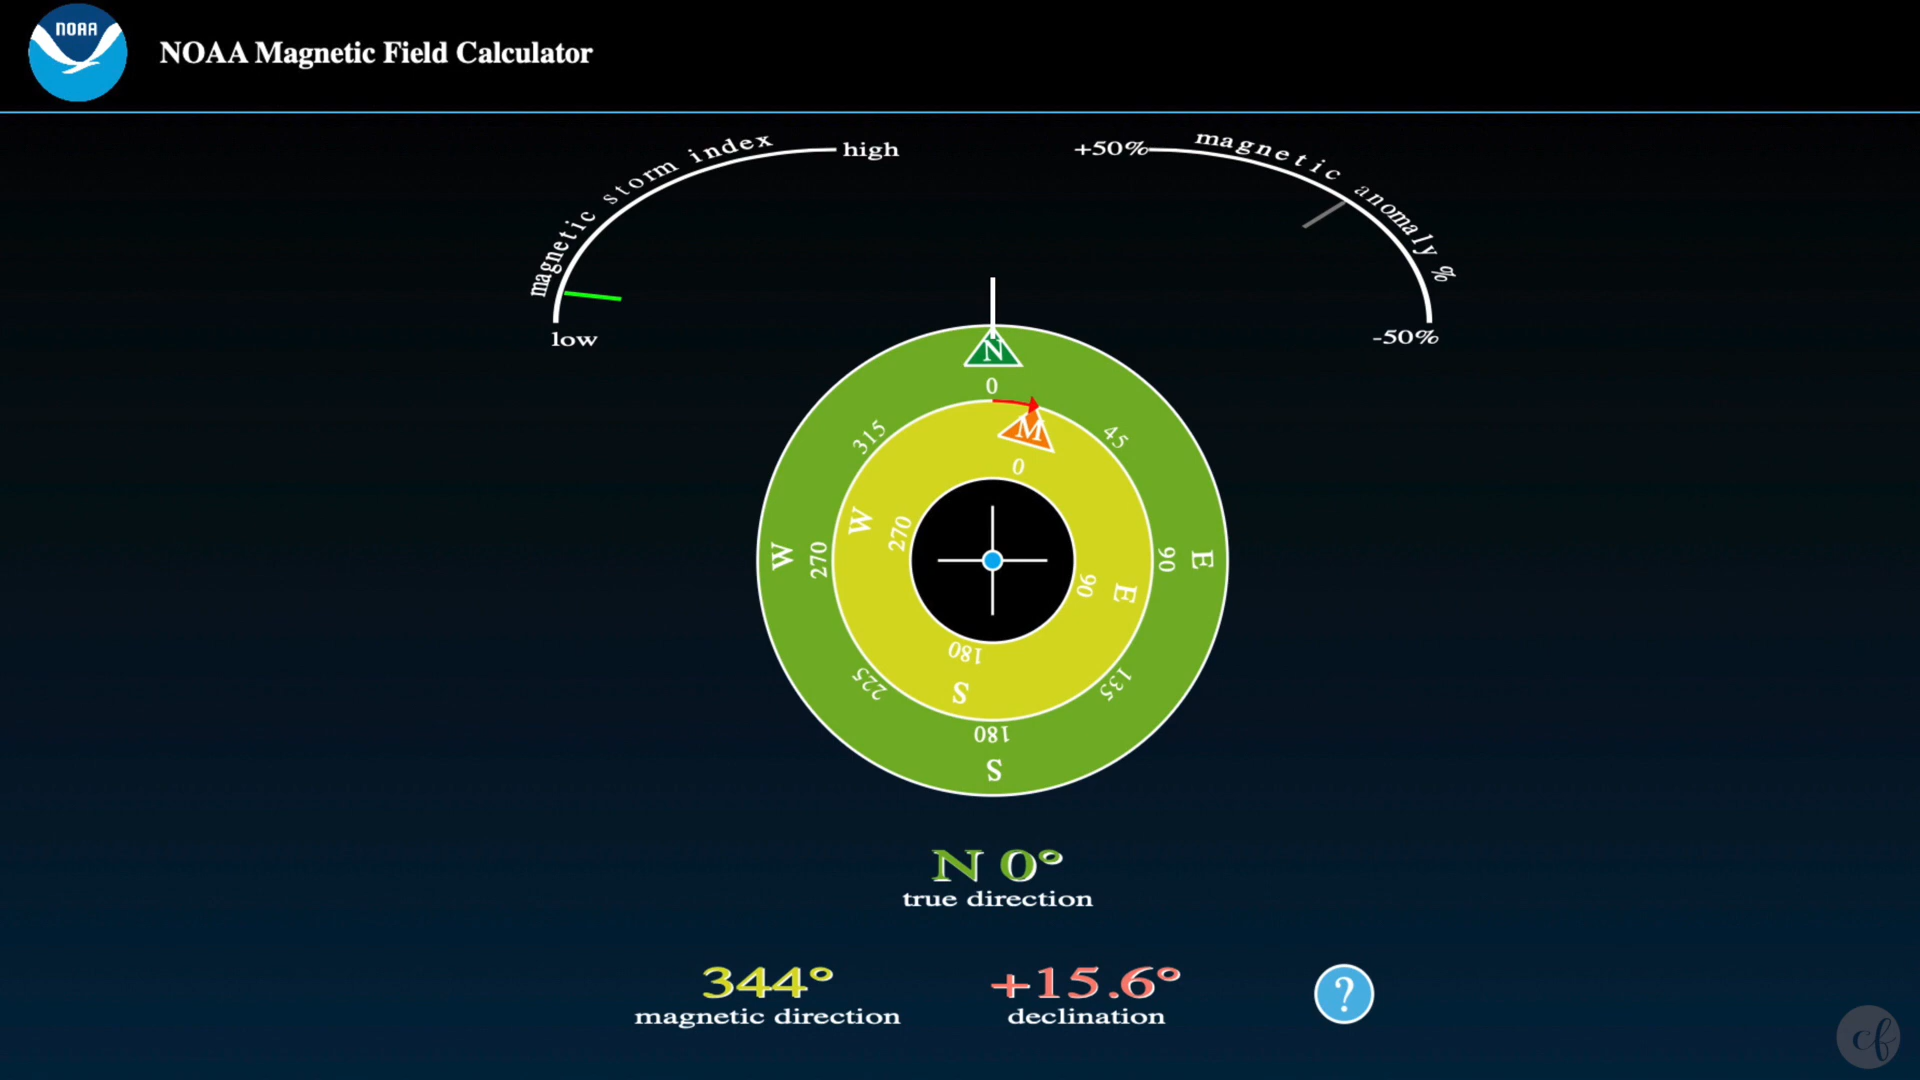 NOAA
NOAA Magnetic Field Calculator
magnetic storm index
low
high
+50%
magnetic anomaly %
-50%
N
0
45
90
E
135
180
S
225
270
W
315
M
0
90
E
180
S
270
W
N 0°
true direction
344°
magnetic direction
+15.6°
declination
?
cf